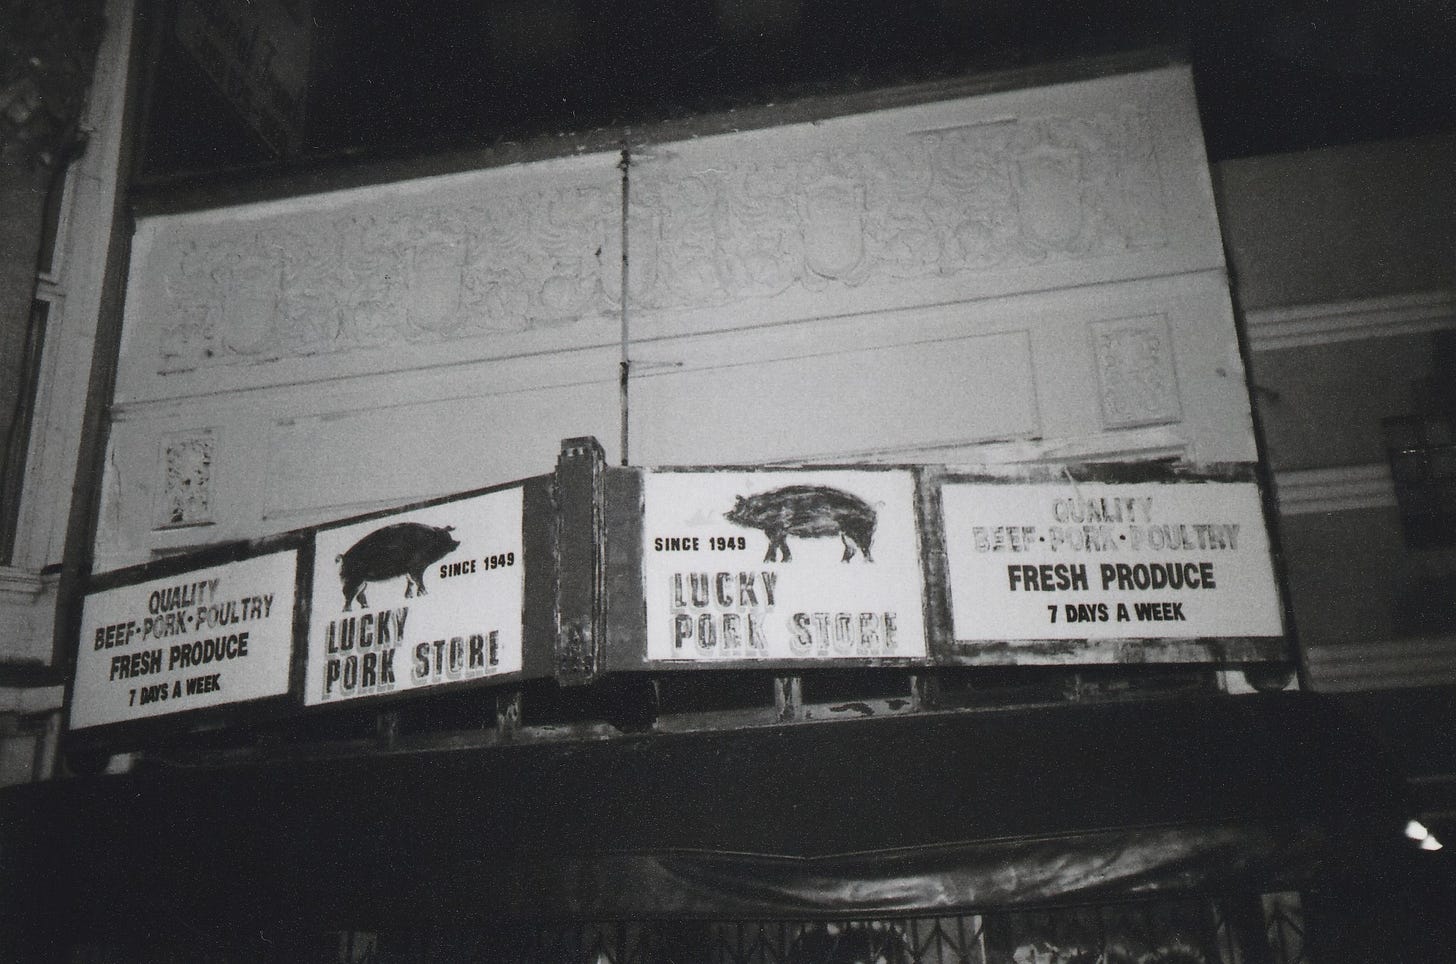 QUALITY
BEEF·PORK·POULTRY
FRESH PRODUCE
7 DAYS A WEEK
SINCE 1949
LUCKY
PORK STORE
SINCE 1949
LUCKY
PORK STORE
QUALITY
BEEF·PORK·POULTRY
FRESH PRODUCE
7 DAYS A WEEK